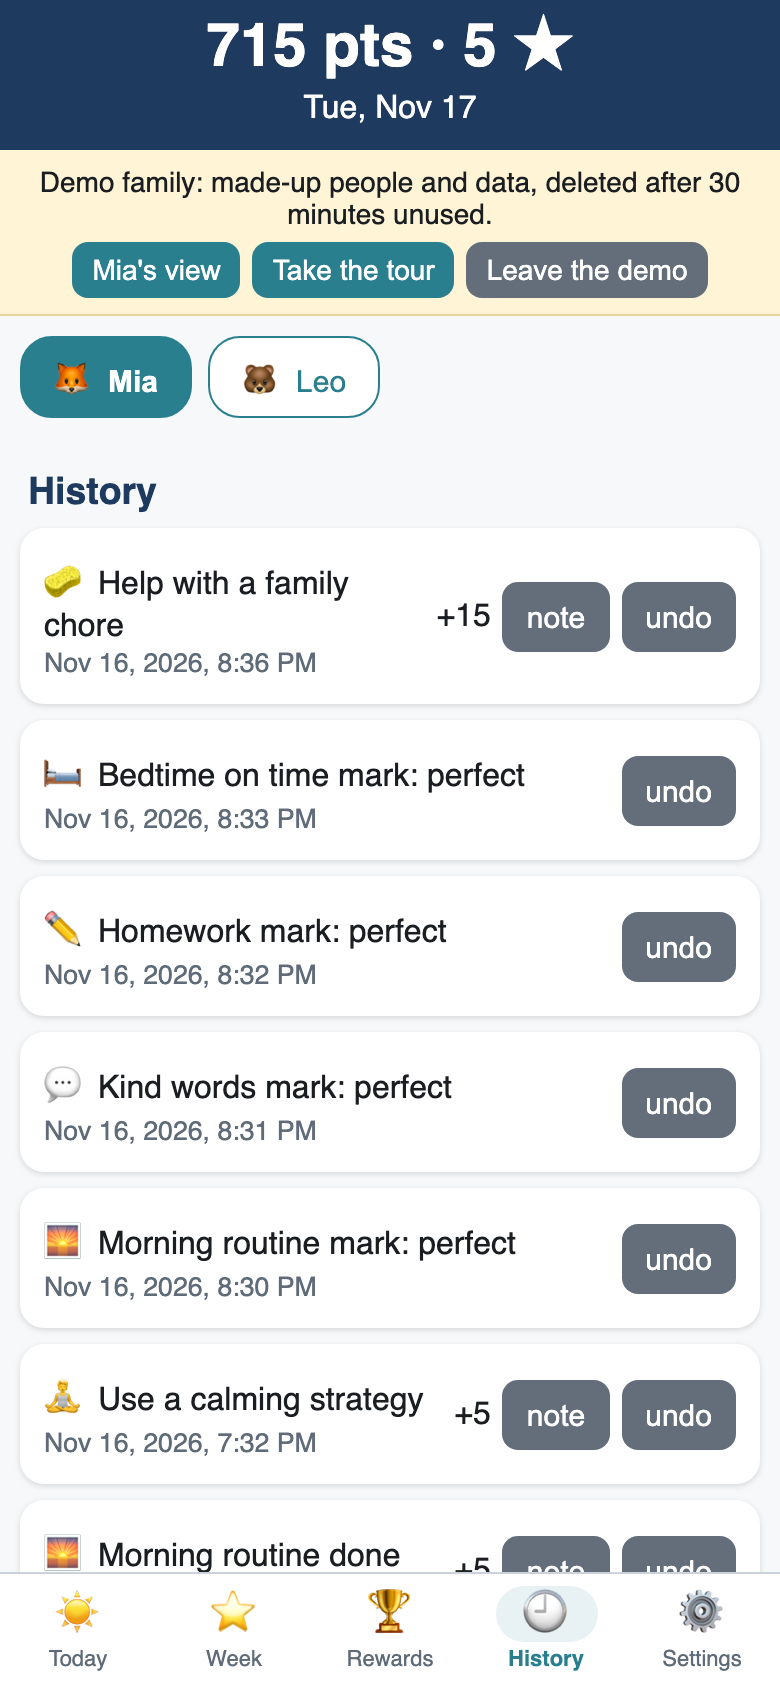 715 pts · 5 ★
Tue, Nov 17
Demo family: made-up people and data, deleted after 30
minutes unused.
Mia's view
Take the tour
Leave the demo
Mia
Leo
History
Help with a family
chore
Nov 16, 2026, 8:36 PM
+15
note
undo
Bedtime on time mark: perfect
Nov 16, 2026, 8:33 PM
undo
Homework mark: perfect
Nov 16, 2026, 8:32 PM
undo
Kind words mark: perfect
Nov 16, 2026, 8:31 PM
undo
Morning routine mark: perfect
Nov 16, 2026, 8:30 PM
undo
Use a calming strategy
Nov 16, 2026, 7:32 PM
+5
note
undo
Morning routine done
+5
note
undo
Today
Week
Rewards
History
Settings